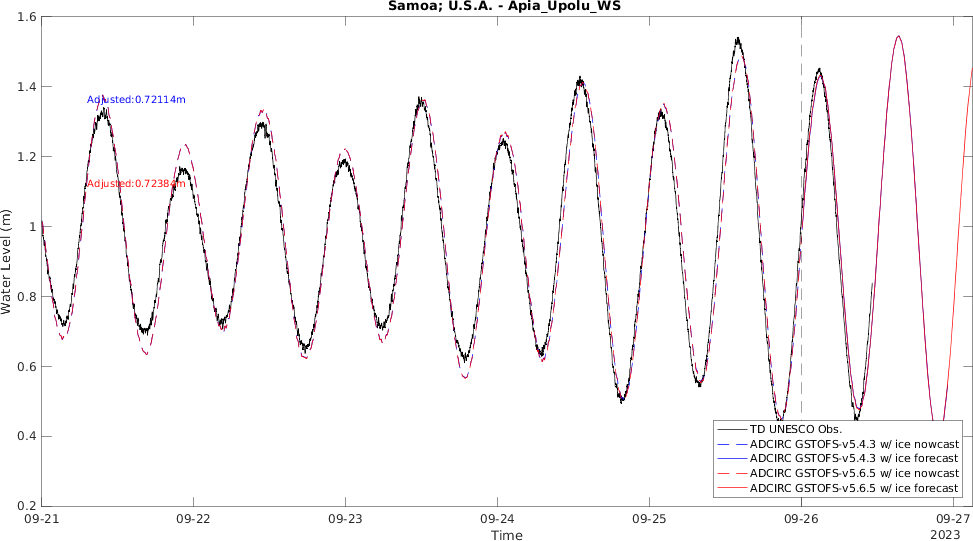 Samoa; U.S.A. - Apia_Upolu_WS
1.6
1.4
1.2
1
0.8
0.6
0.4
0.2
Water Level (m)
Adjusted:0.72114m
Adjusted:0.72384m
TD UNESCO Obs.
ADCIRC GSTOFS-v5.4.3 w/ ice nowcast
ADCIRC GSTOFS-v5.4.3 w/ ice forecast
ADCIRC GSTOFS-v5.6.5 w/ ice nowcast
ADCIRC GSTOFS-v5.6.5 w/ ice forecast
09-21 09-22 09-23 09-24 09-25 09-26 09-27
Time
2023